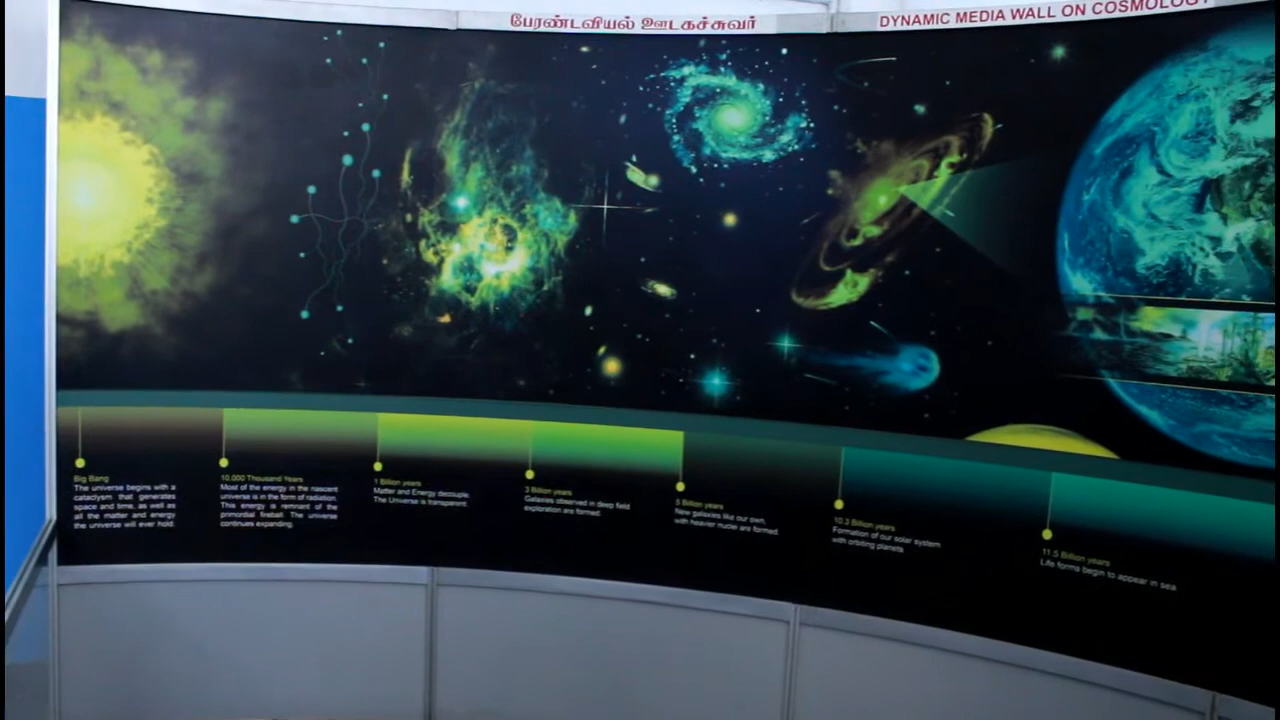 பேரண்டவியல் ஊடகச்சுவர்
DYNAMIC MEDIA WALL ON COSMOLOGY
Big Bang
The universe begins with a
cataclysm that generates
space and time, as well as
all the matter and energy
the universe will ever hold.
10,000 Thousand Years
Most of the energy in the nascent
universe is in the form of radiation.
This energy is remnant of the
primordial fireball. The universe
continues expanding.
1 Billion years
Matter and Energy decouple.
The Universe is transparent.
3 Billion years
Galaxies observed in deep field
exploration are formed.
5 Billion years
New galaxies like our own,
with heavier nuclei are formed.
10.3 Billion years
Formation of our solar system
with orbiting planets
11.5 Billion years
Life forms begin to appear in sea